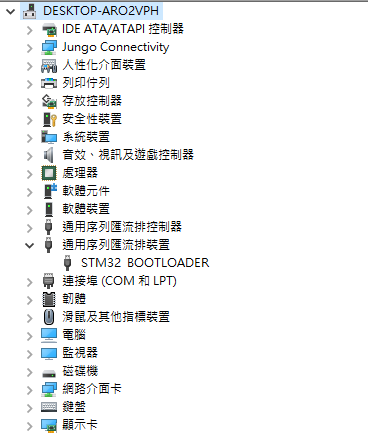 DESKTOP-ARO2VPH
IDE ATA/ATAPI 控制器
Jungo Connectivity
人性化介面裝置
列印佇列
存放控制器
安全性裝置
系統裝置
音效、視訊及遊戲控制器
處理器
軟體元件
軟體裝置
通用序列匯流排控制器
通用序列匯流排裝置
STM32 BOOTLOADER
連接埠 (COM 和 LPT)
韌體
滑鼠及其他指標裝置
電腦
監視器
磁碟機
網路介面卡
鍵盤
顯示卡